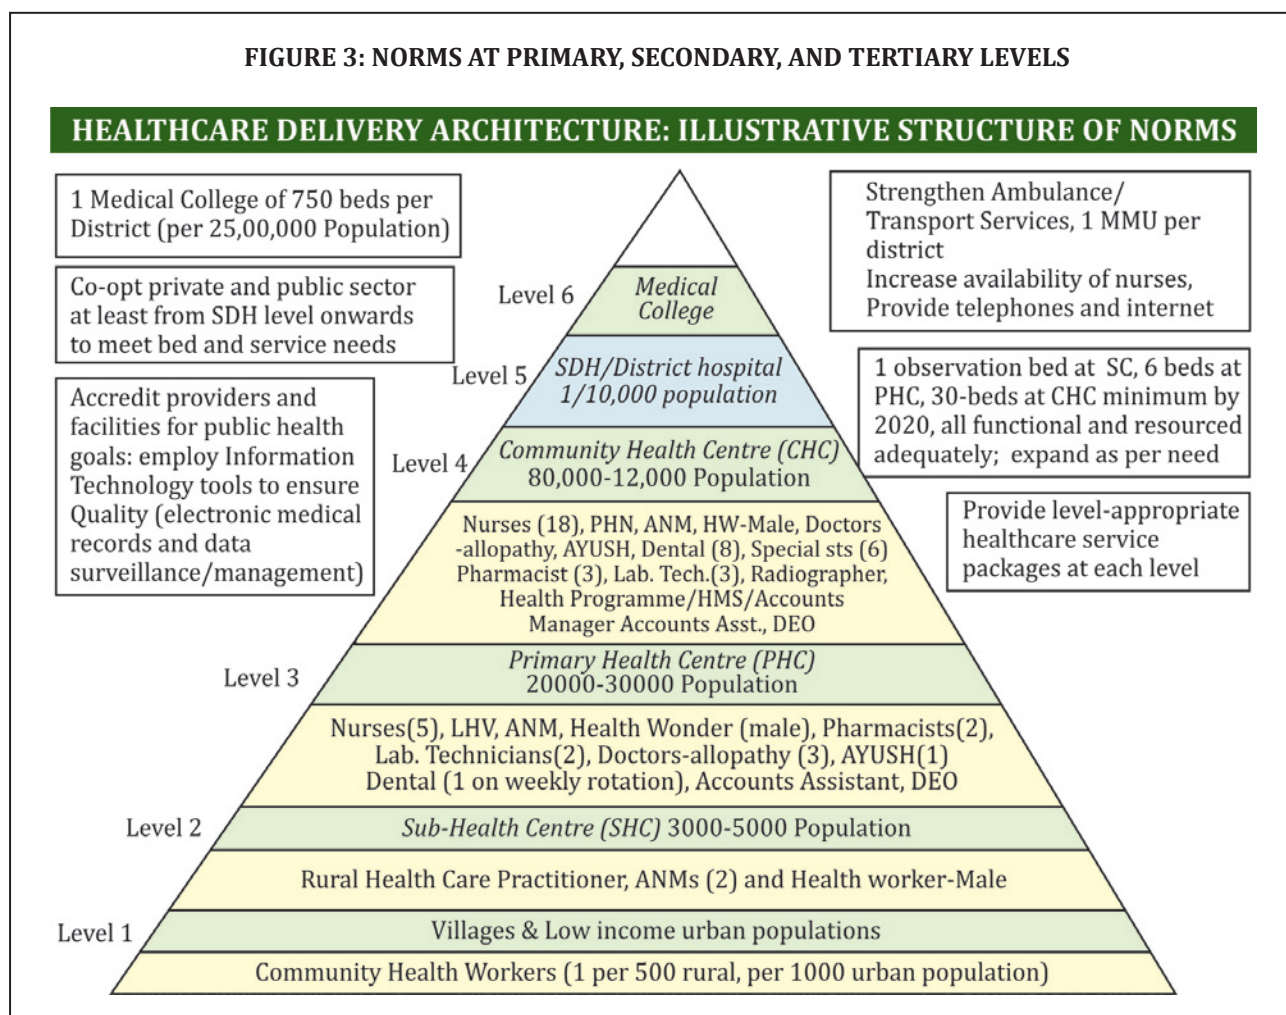 FIGURE 3: NORMS AT PRIMARY, SECONDARY, AND TERTIARY LEVELS
HEALTHCARE DELIVERY ARCHITECTURE: ILLUSTRATIVE STRUCTURE OF NORMS
1 Medical College of 750 beds per
District (per 25,00,000 Population)
Co-opt private and public sector
at least from SDH level onwards
to meet bed and service needs
Accredit providers and
facilities for public health
goals: employ Information
Technology tools to ensure
Quality (electronic medical
records and data
surveillance/management)
Strengthen Ambulance/
Transport Services, 1 MMU per
district
Increase availability of nurses,
Provide telephones and internet
1 observation bed at SC, 6 beds at
PHC, 30-beds at CHC minimum by
2020, all functional and resourced
adequately; expand as per need
Provide level-appropriate
healthcare service
packages at each level
Level 6
Medical
College
Level 5
SDH/District hospital
1/10,000 population
Level 4
Community Health Centre (CHC)
80,000-12,000 Population
Nurses (18), PHN, ANM, HW-Male, Doctors
-allopathy, AYUSH, Dental (8), Special sts (6)
Pharmacist (3), Lab. Tech.(3), Radiographer,
Health Programme/HMS/Accounts
Manager Accounts Asst., DEO
Level 3
Primary Health Centre (PHC)
20000-30000 Population
Nurses(5), LHV, ANM, Health Wonder (male), Pharmacists(2),
Lab. Technicians(2), Doctors-allopathy (3), AYUSH(1)
Dental (1 on weekly rotation), Accounts Assistant, DEO
Level 2
Sub-Health Centre (SHC) 3000-5000 Population
Rural Health Care Practitioner, ANMs (2) and Health worker-Male
Level 1
Villages & Low income urban populations
Community Health Workers (1 per 500 rural, per 1000 urban population)